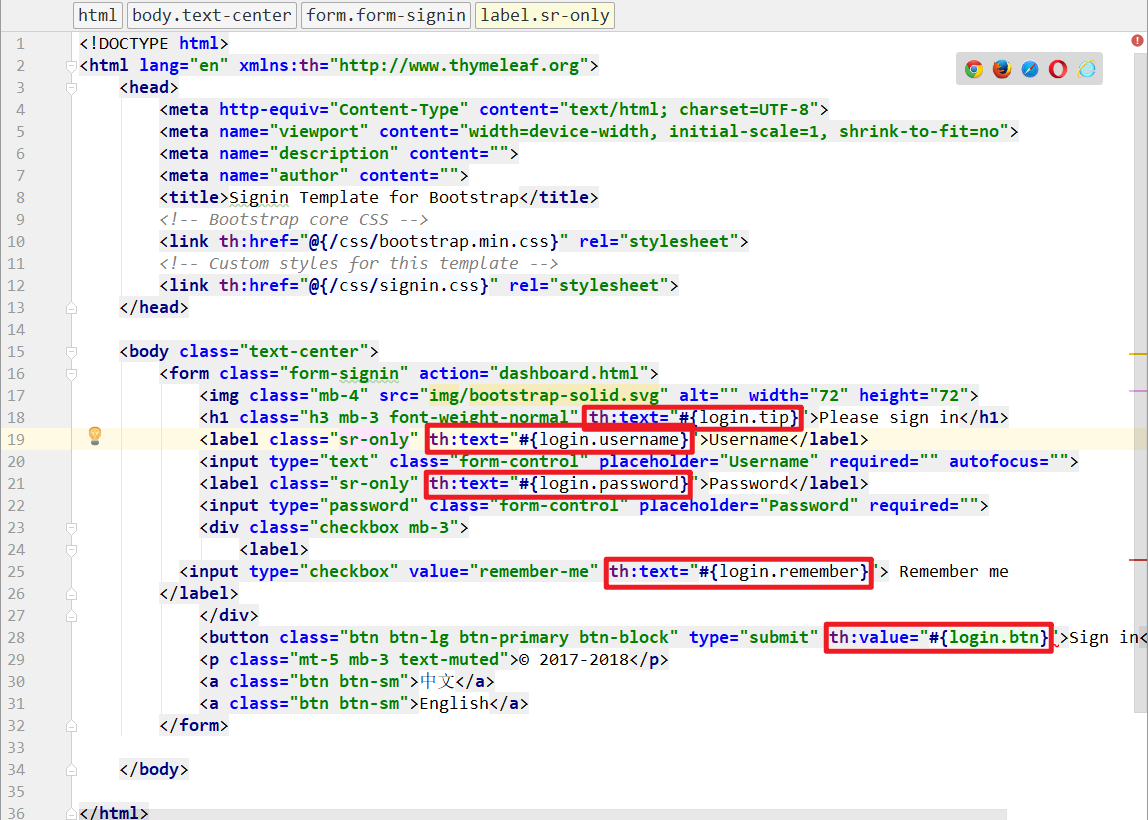 html body.text-center form.form-signin label.sr-only
1 <!DOCTYPE html>
2 <html lang="en" xmlns:th="http://www.thymeleaf.org">
3 <head>
4 <meta http-equiv="Content-Type" content="text/html; charset=UTF-8">
5 <meta name="viewport" content="width=device-width, initial-scale=1, shrink-to-fit=no">
6 <meta name="description" content="">
7 <meta name="author" content="">
8 <title>Signin Template for Bootstrap</title>
9 <!-- Bootstrap core CSS -->
10 <link th:href="@{/css/bootstrap.min.css}" rel="stylesheet">
11 <!-- Custom styles for this template -->
12 <link th:href="@{/css/signin.css}" rel="stylesheet">
13 </head>
14
15 <body class="text-center">
16 <form class="form-signin" action="dashboard.html">
17 <img class="mb-4" src="img/bootstrap-solid.svg" alt="" width="72" height="72">
18 <h1 class="h3 mb-3 font-weight-normal" th:text="#{login.tip}">Please sign in</h1>
19 <label class="sr-only" th:text="#{login.username}">Username</label>
20 <input type="text" class="form-control" placeholder="Username" required="" autofocus="">
21 <label class="sr-only" th:text="#{login.password}">Password</label>
22 <input type="password" class="form-control" placeholder="Password" required="">
23 <div class="checkbox mb-3">
24 <label>
25 <input type="checkbox" value="remember-me" th:text="#{login.remember}"> Remember me
26 </label>
27 </div>
28 <button class="btn btn-lg btn-primary btn-block" type="submit" th:value="#{login.btn}">Sign in<
29 <p class="mt-5 mb-3 text-muted">© 2017-2018</p>
30 <a class="btn btn-sm">中文</a>
31 <a class="btn btn-sm">English</a>
32 </form>
33
34 </body>
35
36 </html>